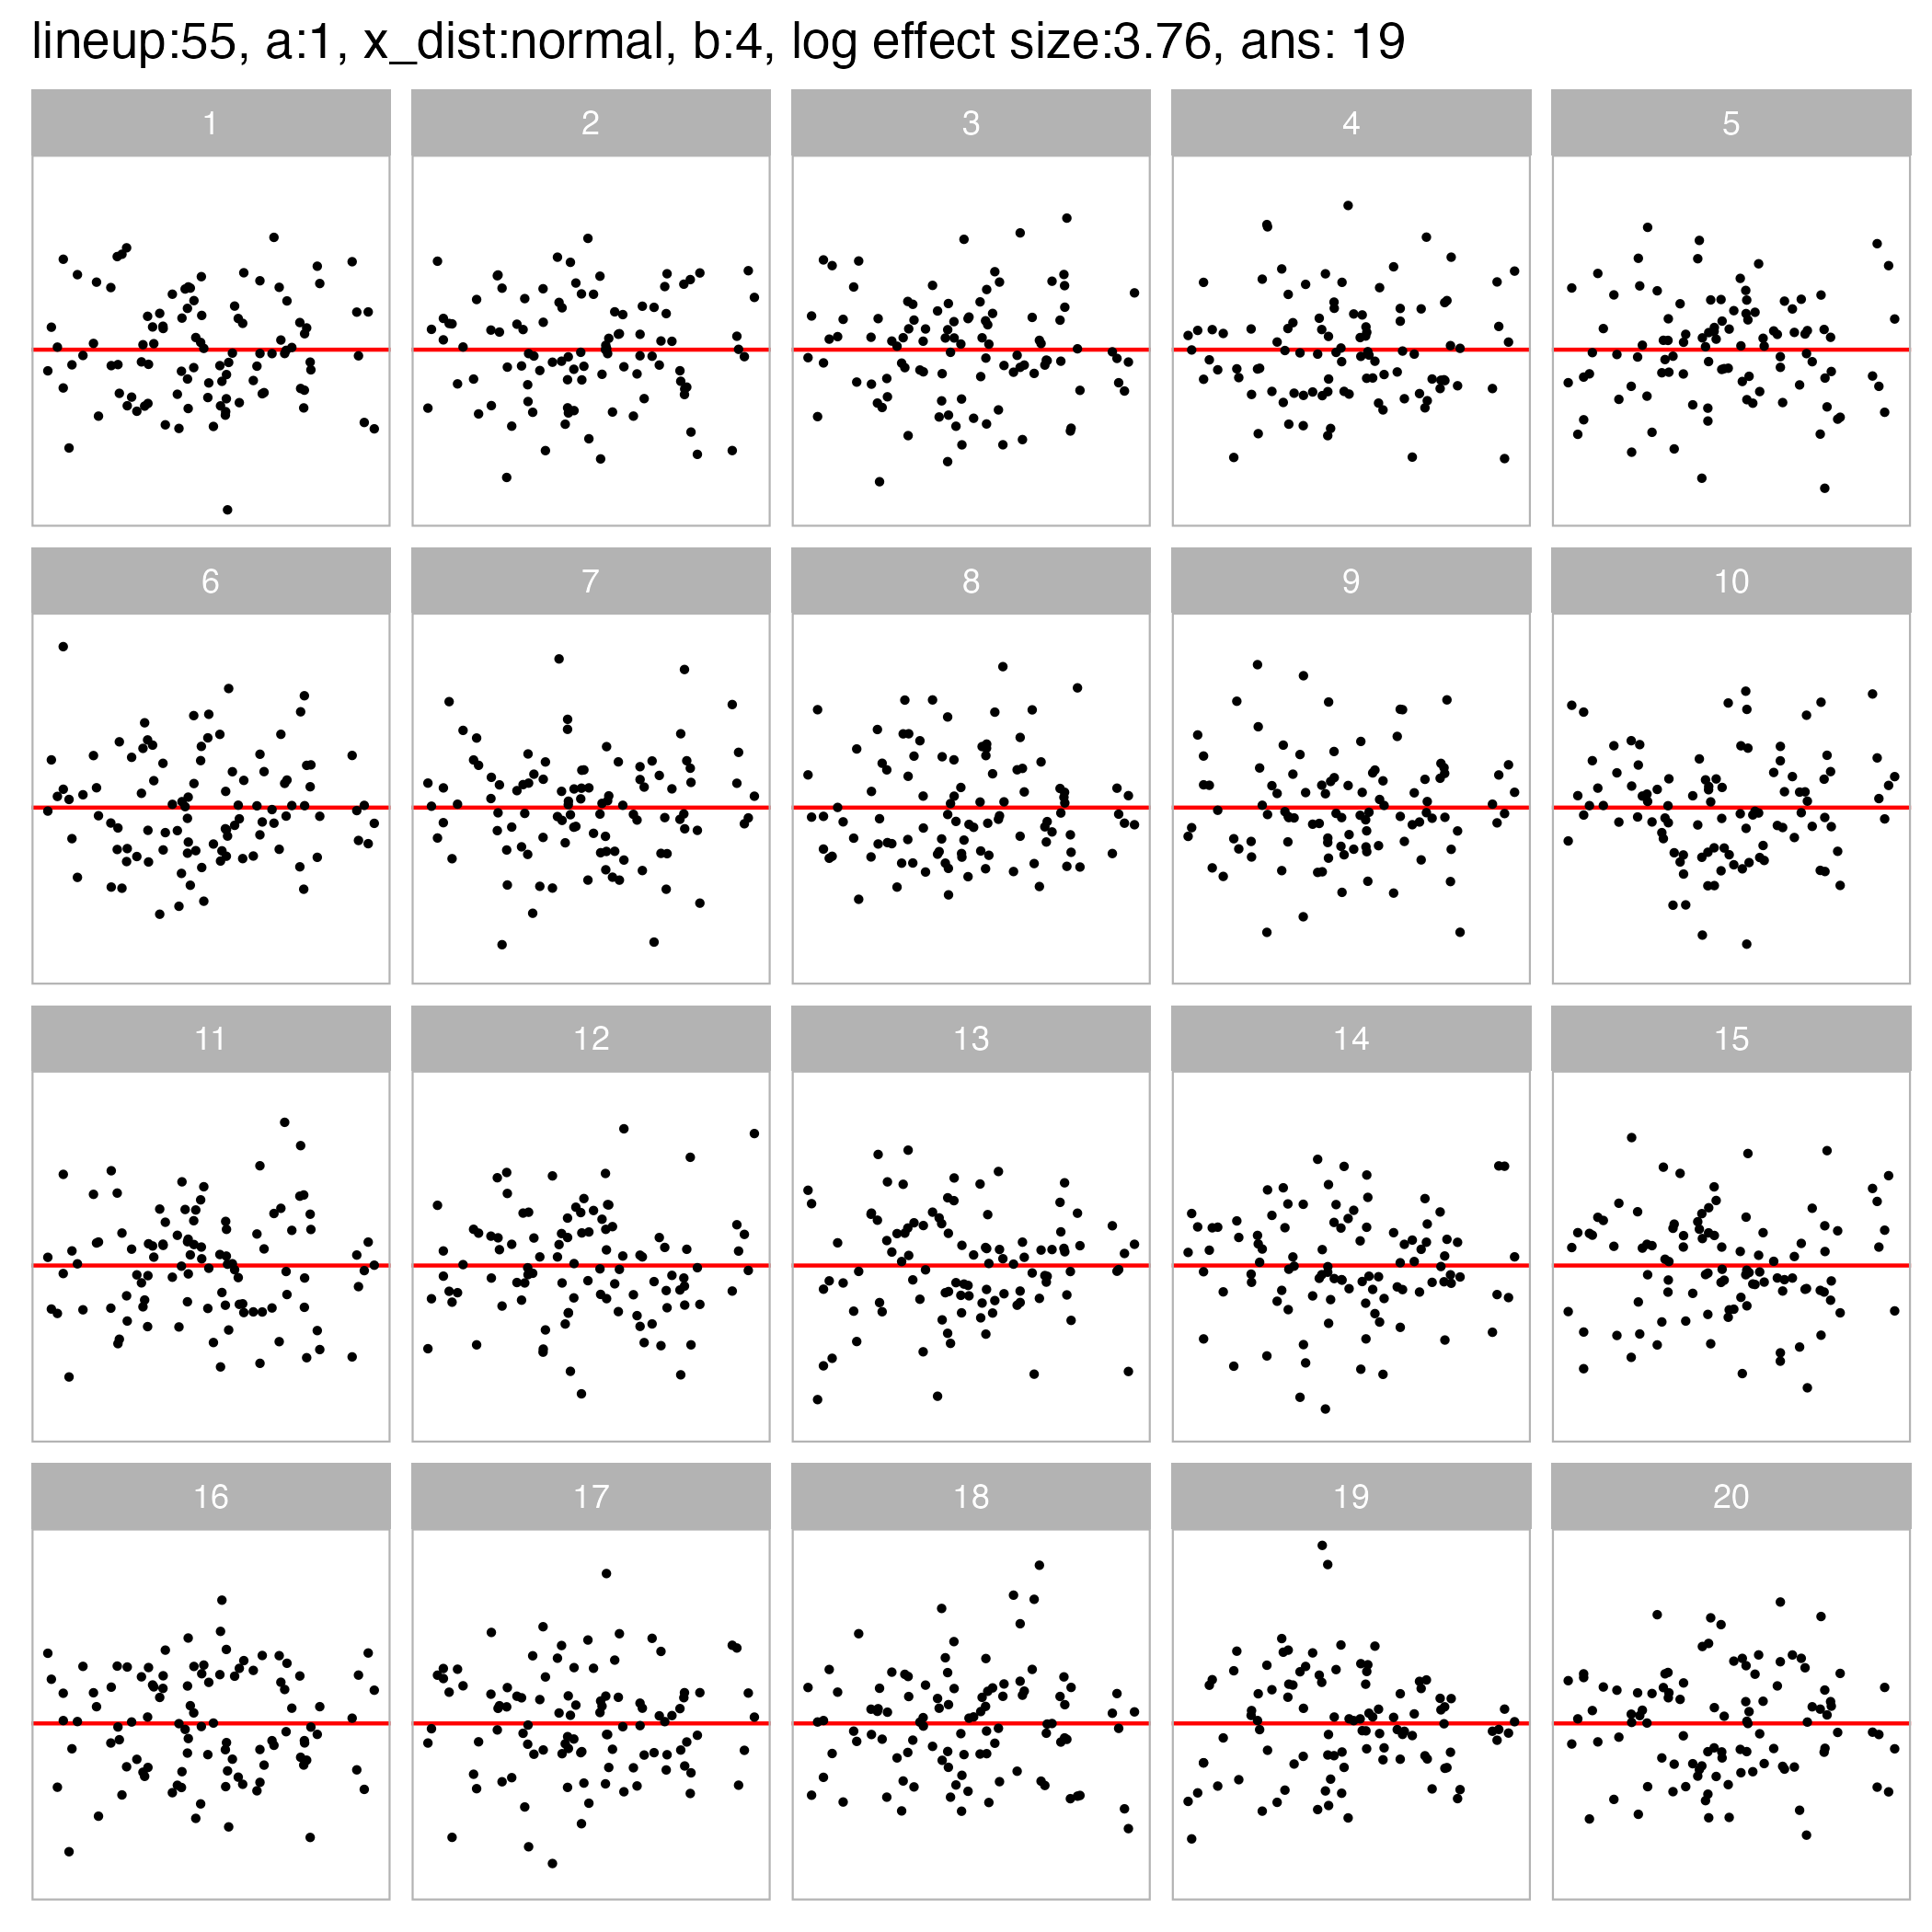 lineup:55, a:1, x_dist:normal, b:4, log effect size:3.76, ans: 19
1 2 3 4 5
6 7 8 9 10
11 12 13 14 15
16 17 18 19 20